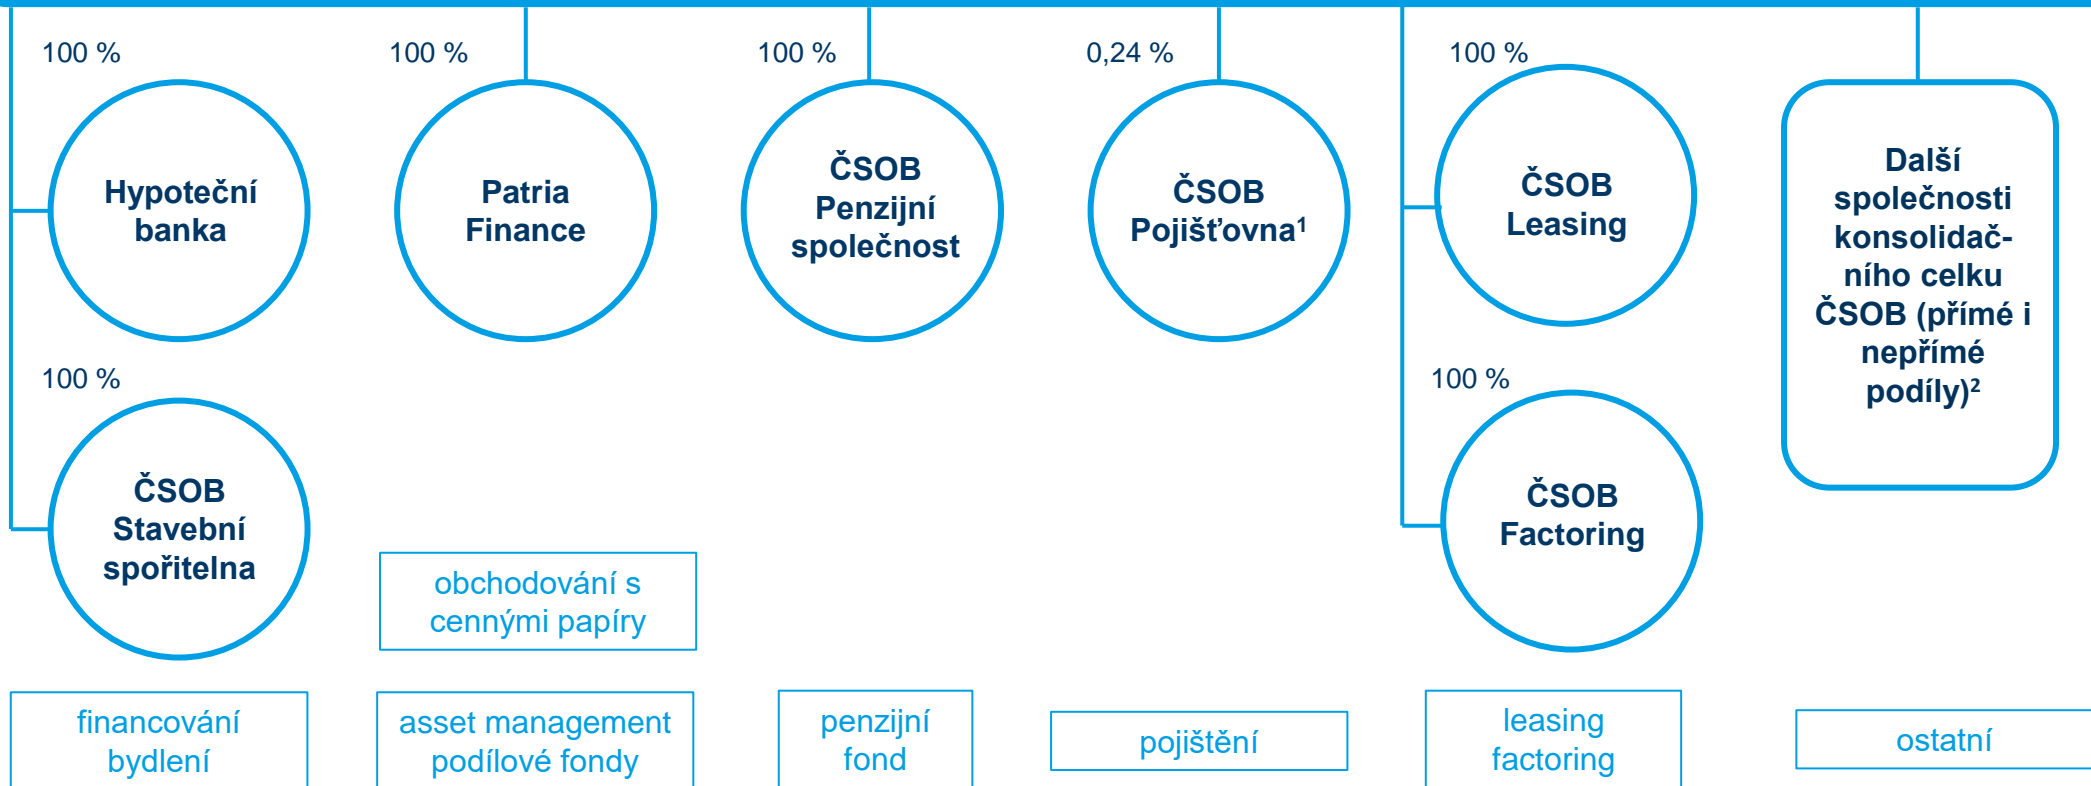 100 %
100 %
100 %
0,24 %
100 %
Hypoteční
banka
Patria
Finance
ČSOB
Penzijní
společnost
ČSOB
Pojišťovna¹
ČSOB
Leasing
Další
společnosti
konsolidač-
ního celku
ČSOB (přímé i
nepřímé
podíly)²
100 %
100 %
ČSOB
Stavební
spořitelna
ČSOB
Factoring
obchodování s
cennými papíry
financování
bydlení
asset management
podílové fondy
penzijní
fond
pojištění
leasing
factoring
ostatní